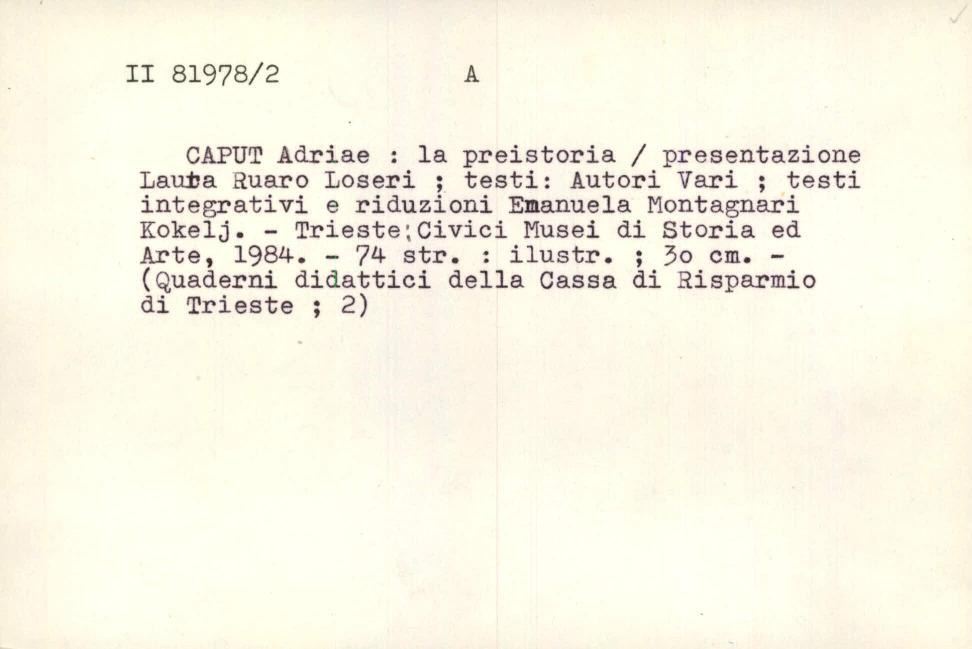 II 81978/2 A
CAPUT Adriae : la preistoria / presentazione
Laura Ruaro Loseri ; testi: Autori Vari ; testi
integrativi e riduzioni Emanuela Montagnari
Kokelj. - Trieste:Civici Musei di Storia ed
Arte, 1984. - 74 str. : ilustr. ; 3o cm. -
(Quaderni didattici della Cassa di Risparmio
di Trieste ; 2)